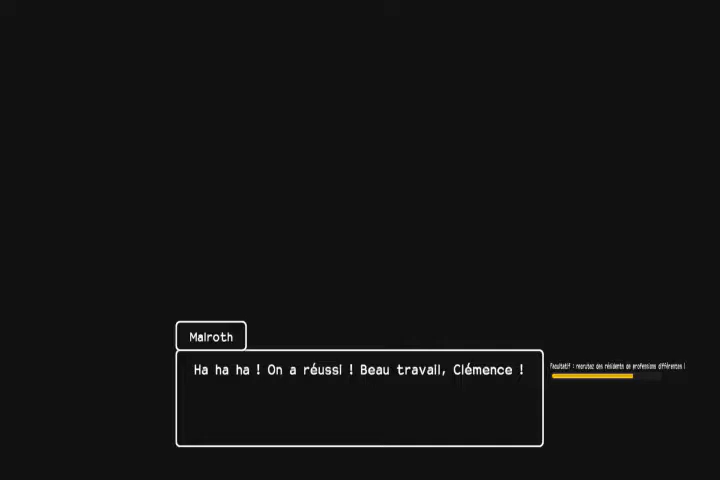 Malroth
Ha ha ha ! On a réussi ! Beau travail, Clémence !
Facultatif : recrutez des résidents de professions différentes !